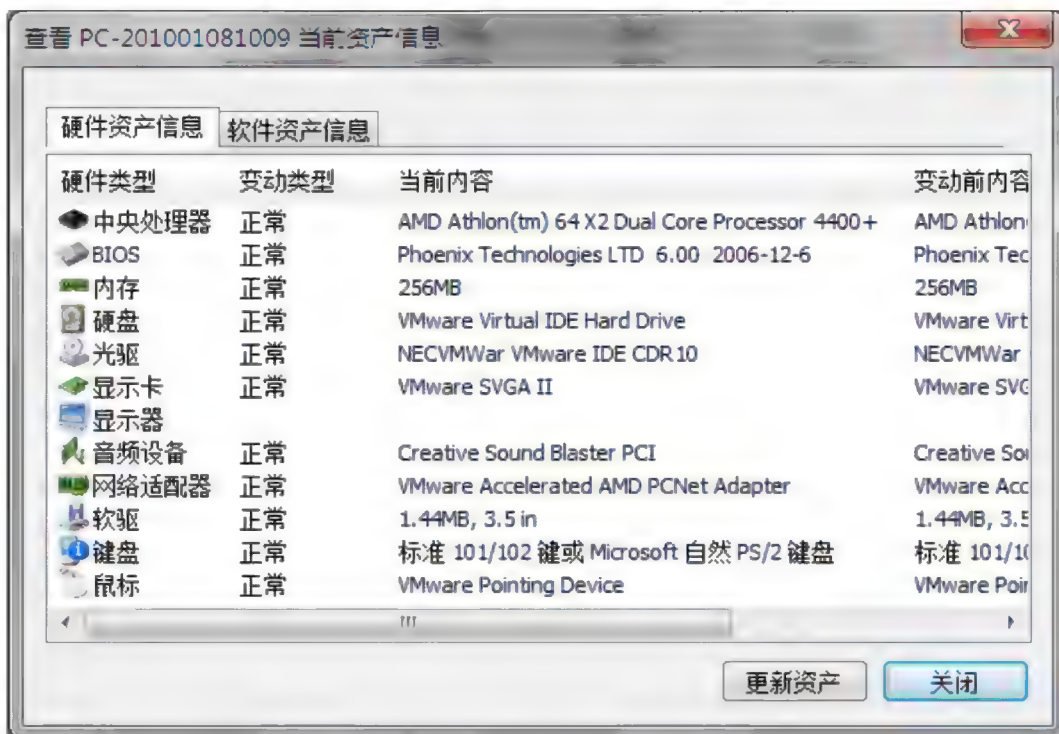 查看 PC-201001081009 当前资产信息
硬件资产信息 软件资产信息
硬件类型 变动类型 当前内容 变动前内容
中央处理器 正常 AMD Athlon(tm) 64 X2 Dual Core Processor 4400+ AMD Athlon
BIOS 正常 Phoenix Technologies LTD 6.00 2006-12-6 Phoenix Tec
内存 正常 256MB 256MB
硬盘 正常 VMware Virtual IDE Hard Drive VMware Virt
光驱 正常 NECVMWar VMware IDE CDR10 NECVMWar
显示卡 正常 VMware SVGA II VMware SVG
显示器
音频设备 正常 Creative Sound Blaster PCI Creative Sou
网络适配器 正常 VMware Accelerated AMD PCNet Adapter VMware Acc
软驱 正常 1.44MB, 3.5 in 1.44MB, 3.5
键盘 正常 标准 101/102 键或 Microsoft 自然 PS/2 键盘 标准 101/10
鼠标 正常 VMware Pointing Device VMware Poin
更新资产 关闭